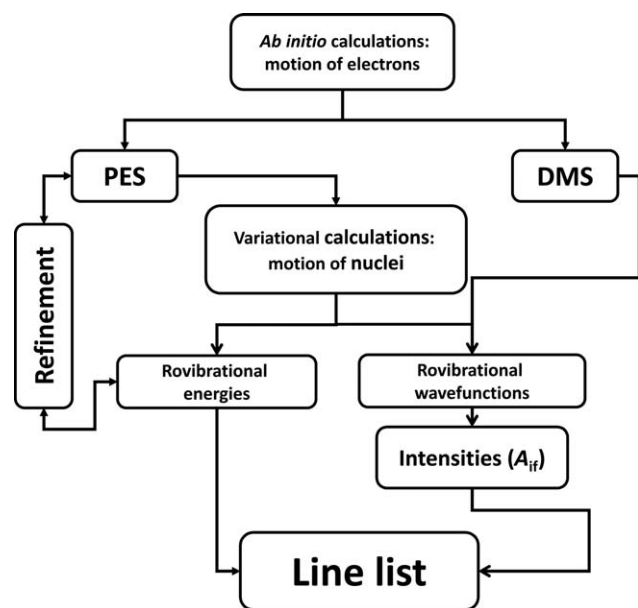 Ab initio calculations:
motion of electrons
PES
DMS
Variational calculations:
motion of nuclei
Refinement
Rovibrational
energies
Rovibrational
wavefunctions
Intensities (Aif)
Line list